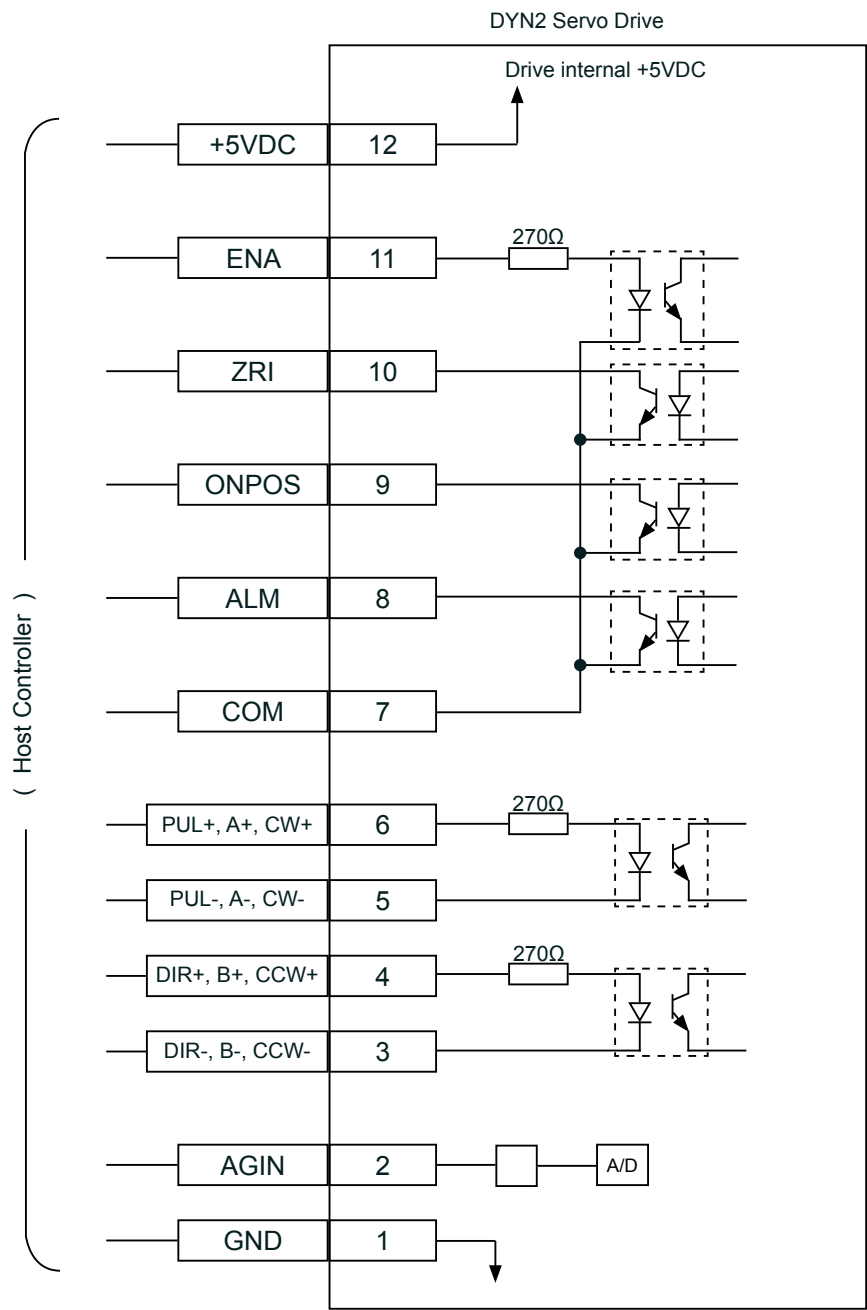 DYN2 Servo Drive
Drive internal +5VDC
+5VDC 12
ENA 11 270Ω
ZRI 10
ONPOS 9
ALM 8
COM 7
( Host Controller )
PUL+, A+, CW+ 6 270Ω
PUL-, A-, CW- 5
DIR+, B+, CCW+ 4 270Ω
DIR-, B-, CCW- 3
AGIN 2 A/D
GND 1